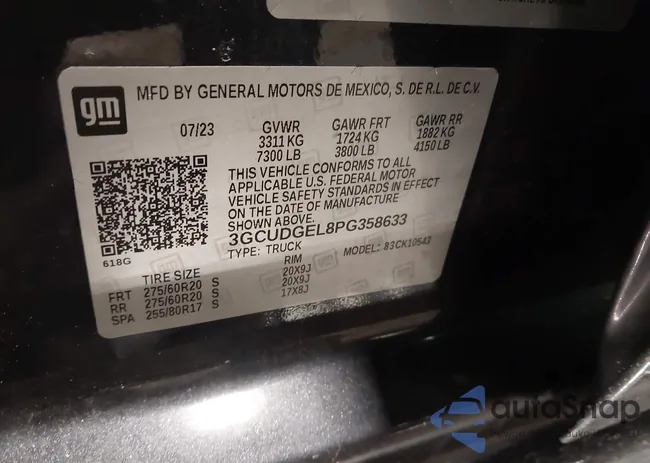 gm
MFD BY GENERAL MOTORS DE MEXICO, S. DE R.L. DE C.V.
07/23 GVWR GAWR FRT GAWR RR
3311 KG 1724 KG 1882 KG
7300 LB 3800 LB 4150 LB
THIS VEHICLE CONFORMS TO ALL
APPLICABLE U.S. FEDERAL MOTOR
VEHICLE SAFETY STANDARDS IN EFFECT
ON THE DATE OF MANUFACTURE
SHOWN ABOVE.
3GCUDGEL8PG358633
TYPE: TRUCK MODEL: 83CK10543
618G
TIRE SIZE RIM
FRT 275/60R20 S 20X9J
RR 275/60R20 S 20X9J
SPA 255/80R17 S 17X8J
autoSnap